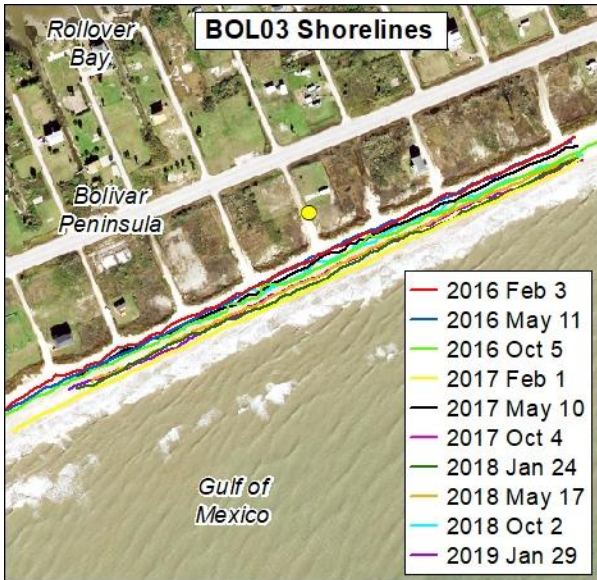 BOL03 Shorelines
Rollover
Bay
Bolivar
Peninsula
2016 Feb 3
2016 May 11
2016 Oct 5
2017 Feb 1
2017 May 10
2017 Oct 4
2018 Jan 24
2018 May 17
2018 Oct 2
2019 Jan 29
Gulf of
Mexico